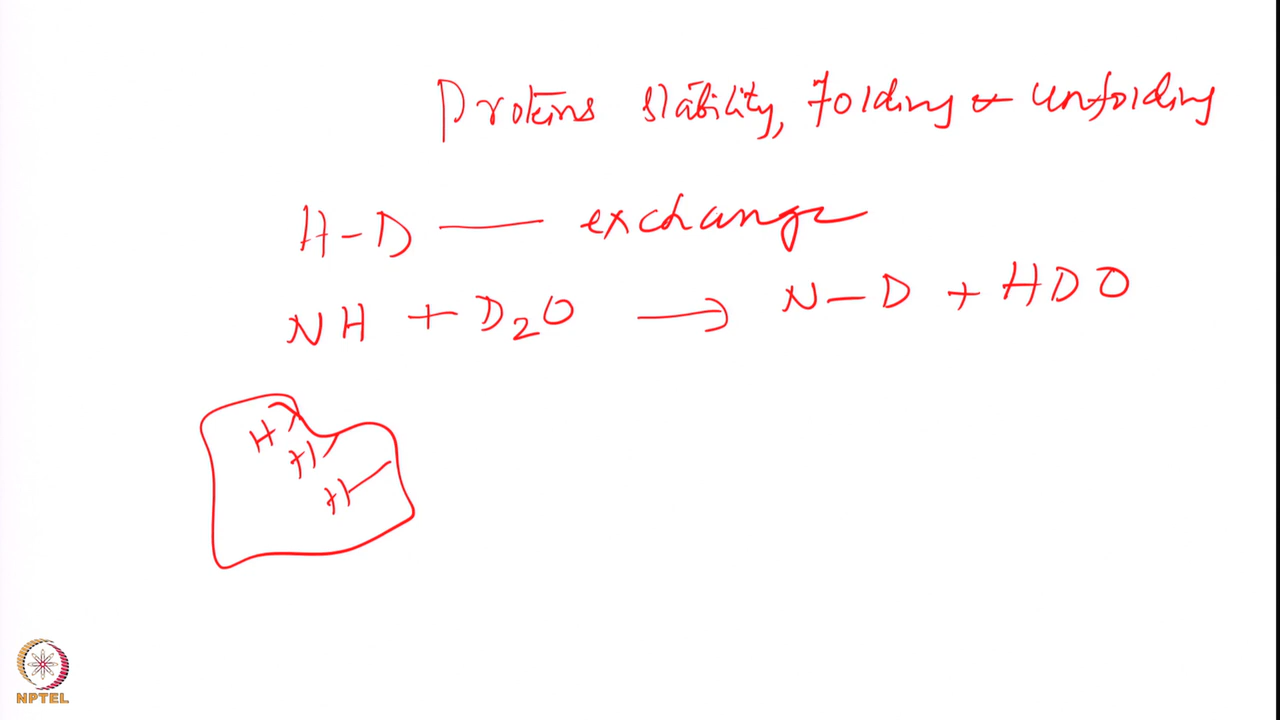 Proteins stability, Folding & unfolding
H-D — exchange
NH + D₂O → N-D + HDO
H
H
H
NPTEL